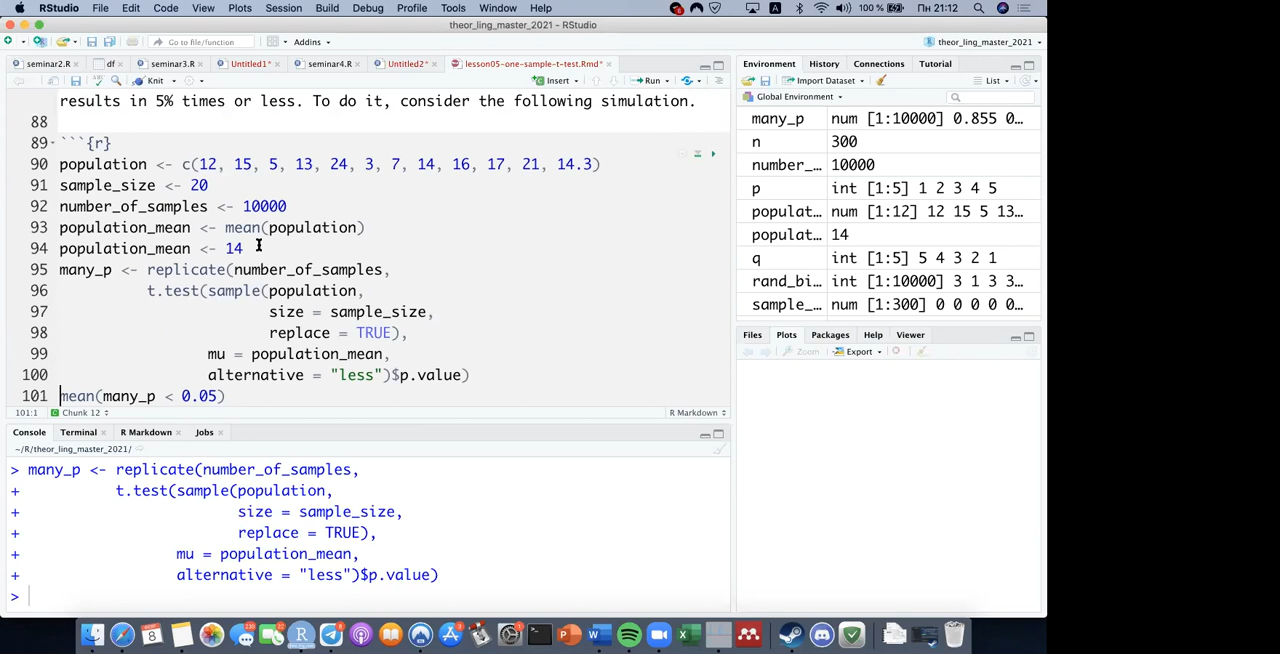 RStudio File Edit Code View Plots Session Build Debug Profile Tools Window Help 100 % Пн 21:12
theor_ling_master_2021 - RStudio
Go to file/function Addins theor_ling_master_2021
seminar2.R df seminar3.R Untitled1* seminar4.R Untitled2* lesson05-one-sample-t-test.Rmd*
Knit Insert Run
results in 5% times or less. To do it, consider the following simulation.
88
89 ```{r}
90 population <- c(12, 15, 5, 13, 24, 3, 7, 14, 16, 17, 21, 14.3)
91 sample_size <- 20
92 number_of_samples <- 10000
93 population_mean <- mean(population)
94 population_mean <- 14
95 many_p <- replicate(number_of_samples,
96 t.test(sample(population,
97 size = sample_size,
98 replace = TRUE),
99 mu = population_mean,
100 alternative = "less")$p.value)
101 mean(many_p < 0.05)
101:1 Chunk 12 R Markdown
Console Terminal R Markdown Jobs
~/R/theor_ling_master_2021/
> many_p <- replicate(number_of_samples,
+ t.test(sample(population,
+ size = sample_size,
+ replace = TRUE),
+ mu = population_mean,
+ alternative = "less")$p.value)
>
Environment History Connections Tutorial
Import Dataset List
Global Environment
many_p num [1:10000] 0.855 0…
n 300
number_… 10000
p int [1:5] 1 2 3 4 5
populat… num [1:12] 12 15 5 13…
populat… 14
q int [1:5] 5 4 3 2 1
rand_bi… int [1:10000] 3 1 3 3…
sample_… num [1:300] 0 0 0 0 0…
Files Plots Packages Help Viewer
Zoom Export